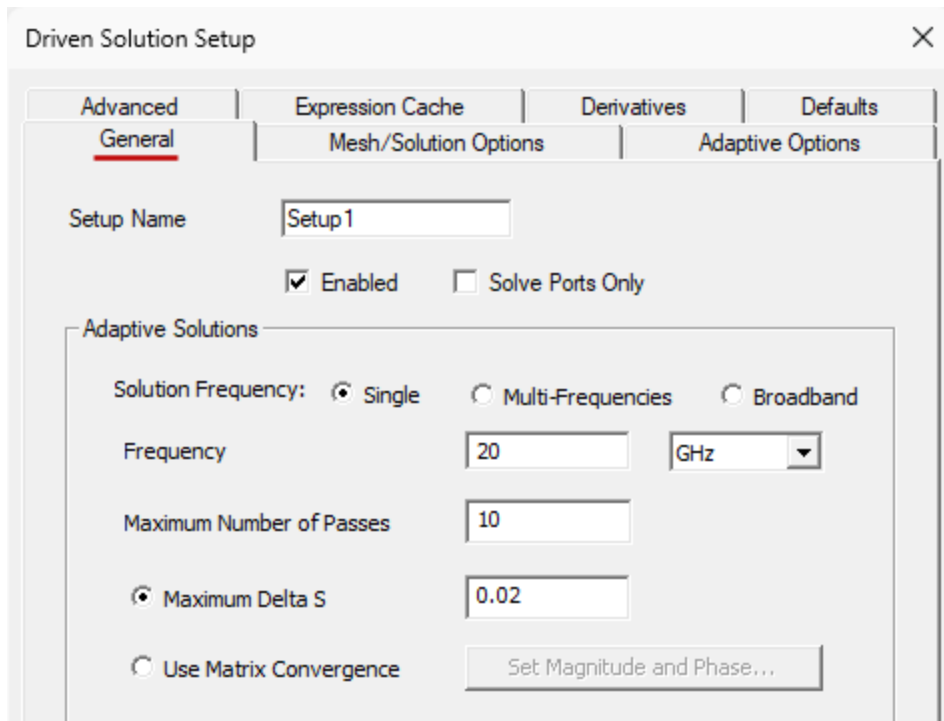 Driven Solution Setup
Advanced Expression Cache Derivatives Defaults
General Mesh/Solution Options Adaptive Options
Setup Name Setup1
Enabled Solve Ports Only
Adaptive Solutions
Solution Frequency: Single Multi-Frequencies Broadband
Frequency 20 GHz
Maximum Number of Passes 10
Maximum Delta S 0.02
Use Matrix Convergence Set Magnitude and Phase...